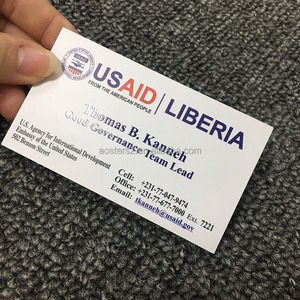 USAID | LIBERIA
FROM THE AMERICAN PEOPLE
Thomas B. Kanneh
Good Governance Team Lead
U.S. Agency for International Development
Embassy of the United States
502 Benson Street
Cell: +231-77-047-9474
Office: +231-77-677-7000 Ext. 7221
Email: tkanneh@usaid.gov